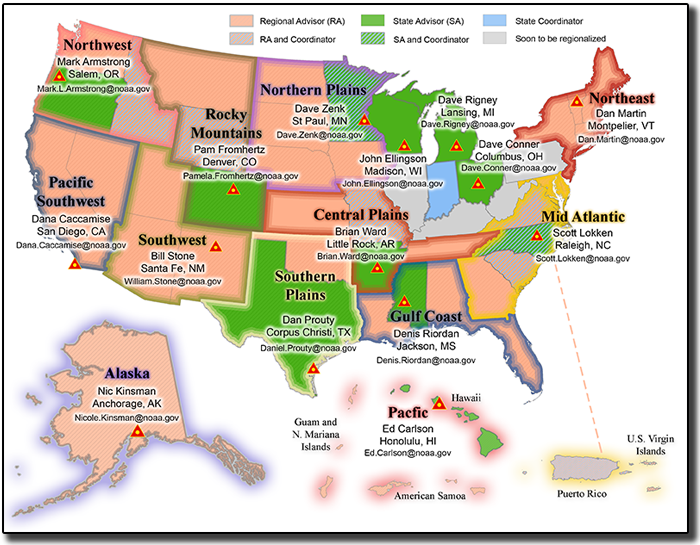 Regional Advisor (RA)
State Advisor (SA)
State Coordinator
RA and Coordinator
SA and Coordinator
Soon to be regionalized
Northwest
Mark Armstrong
Salem, OR
Mark.L.Armstrong@noaa.gov
Rocky
Mountains
Pam Fromhertz
Denver, CO
Pamela.Fromhertz@noaa.gov
Northern Plains
Dave Zenk
St Paul, MN
Dave.Zenk@noaa.gov
Dave Rigney
Lansing, MI
Dave.Rigney@noaa.gov
Northeast
Dan Martin
Montpelier, VT
Dan.Martin@noaa.gov
John Ellingson
Madison, WI
John.Ellingson@noaa.gov
Dave Conner
Columbus, OH
Dave.Conner@noaa.gov
Pacific
Southwest
Dana Caccamise
San Diego, CA
Dana.Caccamise@noaa.gov
Southwest
Bill Stone
Santa Fe, NM
William.Stone@noaa.gov
Central Plains
Brian Ward
Little Rock, AR
Brian.Ward@noaa.gov
Mid Atlantic
Scott Lokken
Raleigh, NC
Scott.Lokken@noaa.gov
Southern
Plains
Dan Prouty
Corpus Christi, TX
Daniel.Prouty@noaa.gov
Gulf Coast
Denis Riordan
Jackson, MS
Denis.Riordan@noaa.gov
Alaska
Nic Kinsman
Anchorage, AK
Nicole.Kinsman@noaa.gov
Guam and
N. Mariana
Islands
Hawaii
Pacfic
Ed Carlson
Honolulu, HI
Ed.Carlson@noaa.gov
American Samoa
U.S. Virgin
Islands
Puerto Rico